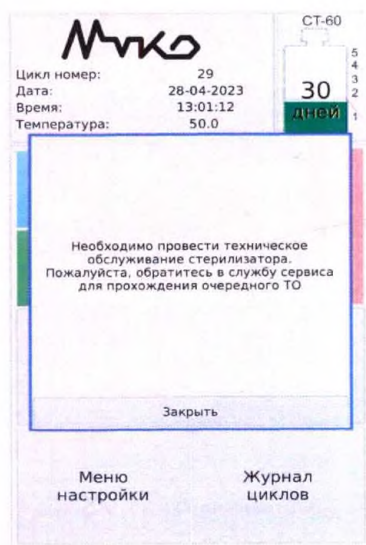 Мико
СТ-60
Цикл номер: 29
Дата: 28-04-2023
Время: 13:01:12
Температура: 50.0
5
4
3
2
1
30
дней
Необходимо провести техническое
обслуживание стерилизатора.
Пожалуйста, обратитесь в службу сервиса
для прохождения очередного ТО
Закрыть
Меню
настройки
Журнал
циклов